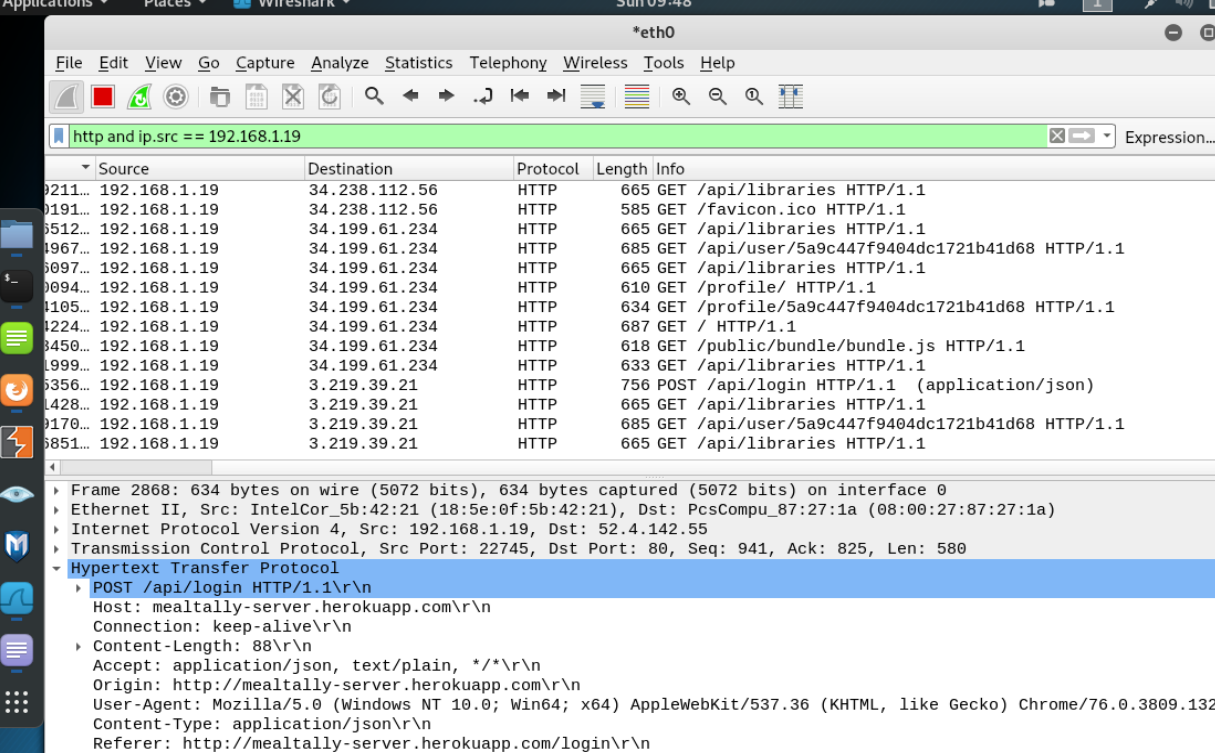 Applications Places Wireshark Sun 09:48 1
*eth0
File Edit View Go Capture Analyze Statistics Telephony Wireless Tools Help
http and ip.src == 192.168.1.19 Expression...
Source Destination Protocol Length Info
9211… 192.168.1.19 34.238.112.56 HTTP 665 GET /api/libraries HTTP/1.1
0191… 192.168.1.19 34.238.112.56 HTTP 585 GET /favicon.ico HTTP/1.1
6512… 192.168.1.19 34.199.61.234 HTTP 665 GET /api/libraries HTTP/1.1
4967… 192.168.1.19 34.199.61.234 HTTP 685 GET /api/user/5a9c447f9404dc1721b41d68 HTTP/1.1
6097… 192.168.1.19 34.199.61.234 HTTP 665 GET /api/libraries HTTP/1.1
0094… 192.168.1.19 34.199.61.234 HTTP 610 GET /profile/ HTTP/1.1
4105… 192.168.1.19 34.199.61.234 HTTP 634 GET /profile/5a9c447f9404dc1721b41d68 HTTP/1.1
4224… 192.168.1.19 34.199.61.234 HTTP 687 GET / HTTP/1.1
3450… 192.168.1.19 34.199.61.234 HTTP 618 GET /public/bundle/bundle.js HTTP/1.1
1999… 192.168.1.19 34.199.61.234 HTTP 633 GET /api/libraries HTTP/1.1
5356… 192.168.1.19 3.219.39.21 HTTP 756 POST /api/login HTTP/1.1 (application/json)
1428… 192.168.1.19 3.219.39.21 HTTP 665 GET /api/libraries HTTP/1.1
9170… 192.168.1.19 3.219.39.21 HTTP 685 GET /api/user/5a9c447f9404dc1721b41d68 HTTP/1.1
6851… 192.168.1.19 3.219.39.21 HTTP 665 GET /api/libraries HTTP/1.1
Frame 2868: 634 bytes on wire (5072 bits), 634 bytes captured (5072 bits) on interface 0
Ethernet II, Src: IntelCor_5b:42:21 (18:5e:0f:5b:42:21), Dst: PcsCompu_87:27:1a (08:00:27:87:27:1a)
Internet Protocol Version 4, Src: 192.168.1.19, Dst: 52.4.142.55
Transmission Control Protocol, Src Port: 22745, Dst Port: 80, Seq: 941, Ack: 825, Len: 580
Hypertext Transfer Protocol
POST /api/login HTTP/1.1\r\n
Host: mealtally-server.herokuapp.com\r\n
Connection: keep-alive\r\n
Content-Length: 88\r\n
Accept: application/json, text/plain, */*\r\n
Origin: http://mealtally-server.herokuapp.com\r\n
User-Agent: Mozilla/5.0 (Windows NT 10.0; Win64; x64) AppleWebKit/537.36 (KHTML, like Gecko) Chrome/76.0.3809.132
Content-Type: application/json\r\n
Referer: http://mealtally-server.herokuapp.com/login\r\n